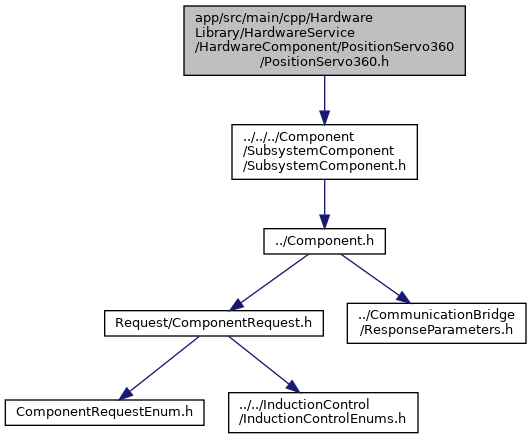 app/src/main/cpp/Hardware
Library/HardwareService
/HardwareComponent/PositionServo360
/PositionServo360.h
../../../Component
/SubsystemComponent
/SubsystemComponent.h
../Component.h
Request/ComponentRequest.h
../CommunicationBridge
/ResponseParameters.h
ComponentRequestEnum.h
../../InductionControl
/InductionControlEnums.h